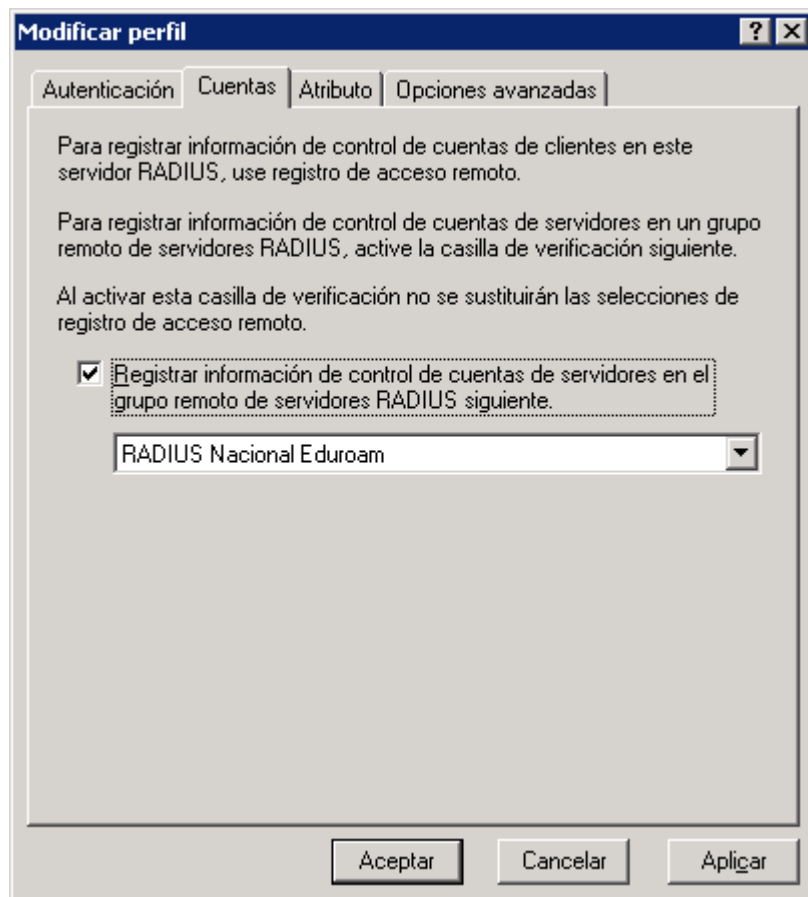 Modificar perfil
Autenticación Cuentas Atributo Opciones avanzadas
Para registrar información de control de cuentas de clientes en este
servidor RADIUS, use registro de acceso remoto.
Para registrar información de control de cuentas de servidores en un grupo
remoto de servidores RADIUS, active la casilla de verificación siguiente.
Al activar esta casilla de verificación no se sustituirán las selecciones de
registro de acceso remoto.
Registrar información de control de cuentas de servidores en el
grupo remoto de servidores RADIUS siguiente.
RADIUS Nacional Eduroam
Aceptar Cancelar Aplicar